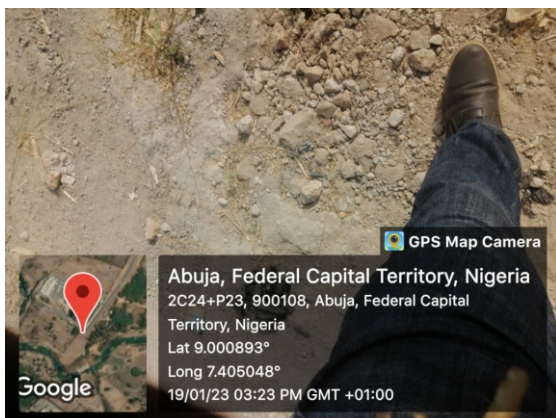 GPS Map Camera
Abuja, Federal Capital Territory, Nigeria
2C24+P23, 900108, Abuja, Federal Capital
Territory, Nigeria
Lat 9.000893°
Long 7.405048°
19/01/23 03:23 PM GMT +01:00
Google